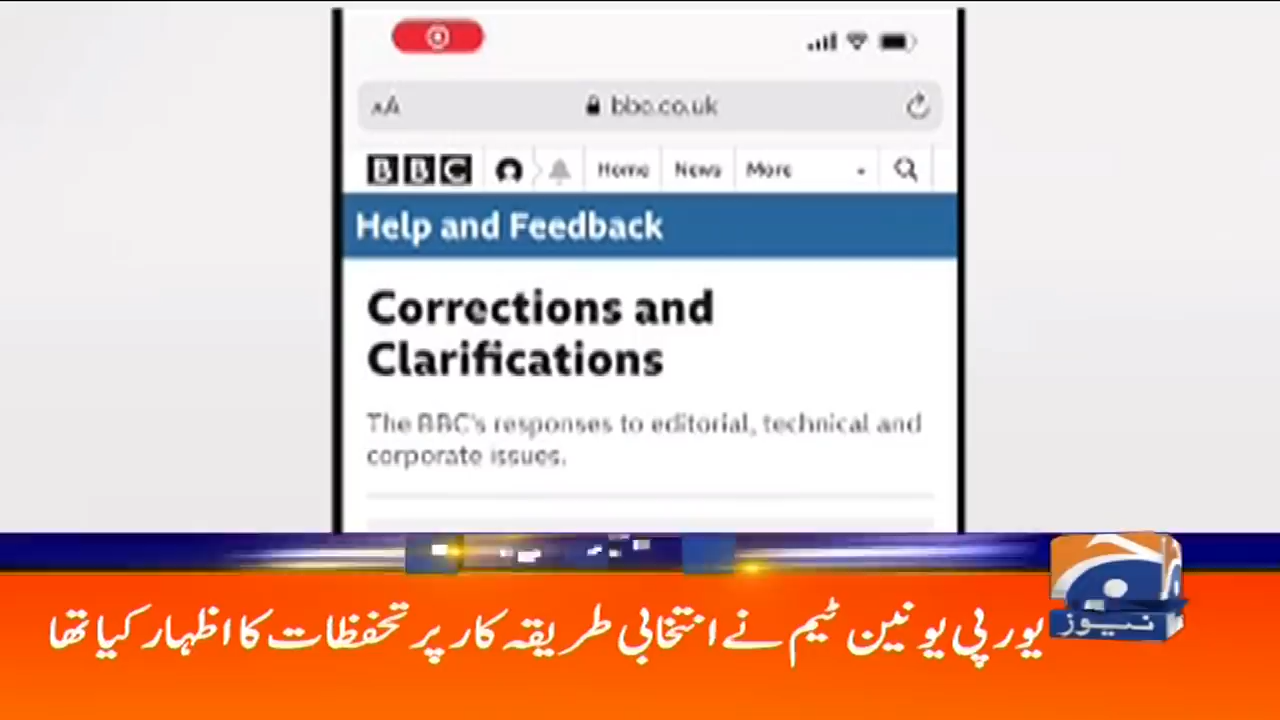 AA
bbc.co.uk
BBC
Home
News
More
Help and Feedback
Corrections and
Clarifications
The BBC's responses to editorial, technical and
corporate issues.
یورپی یونین ٹیم نے انتخابی طریقہ کار پر تحفظات کا اظہار کیا تھا
نیوز